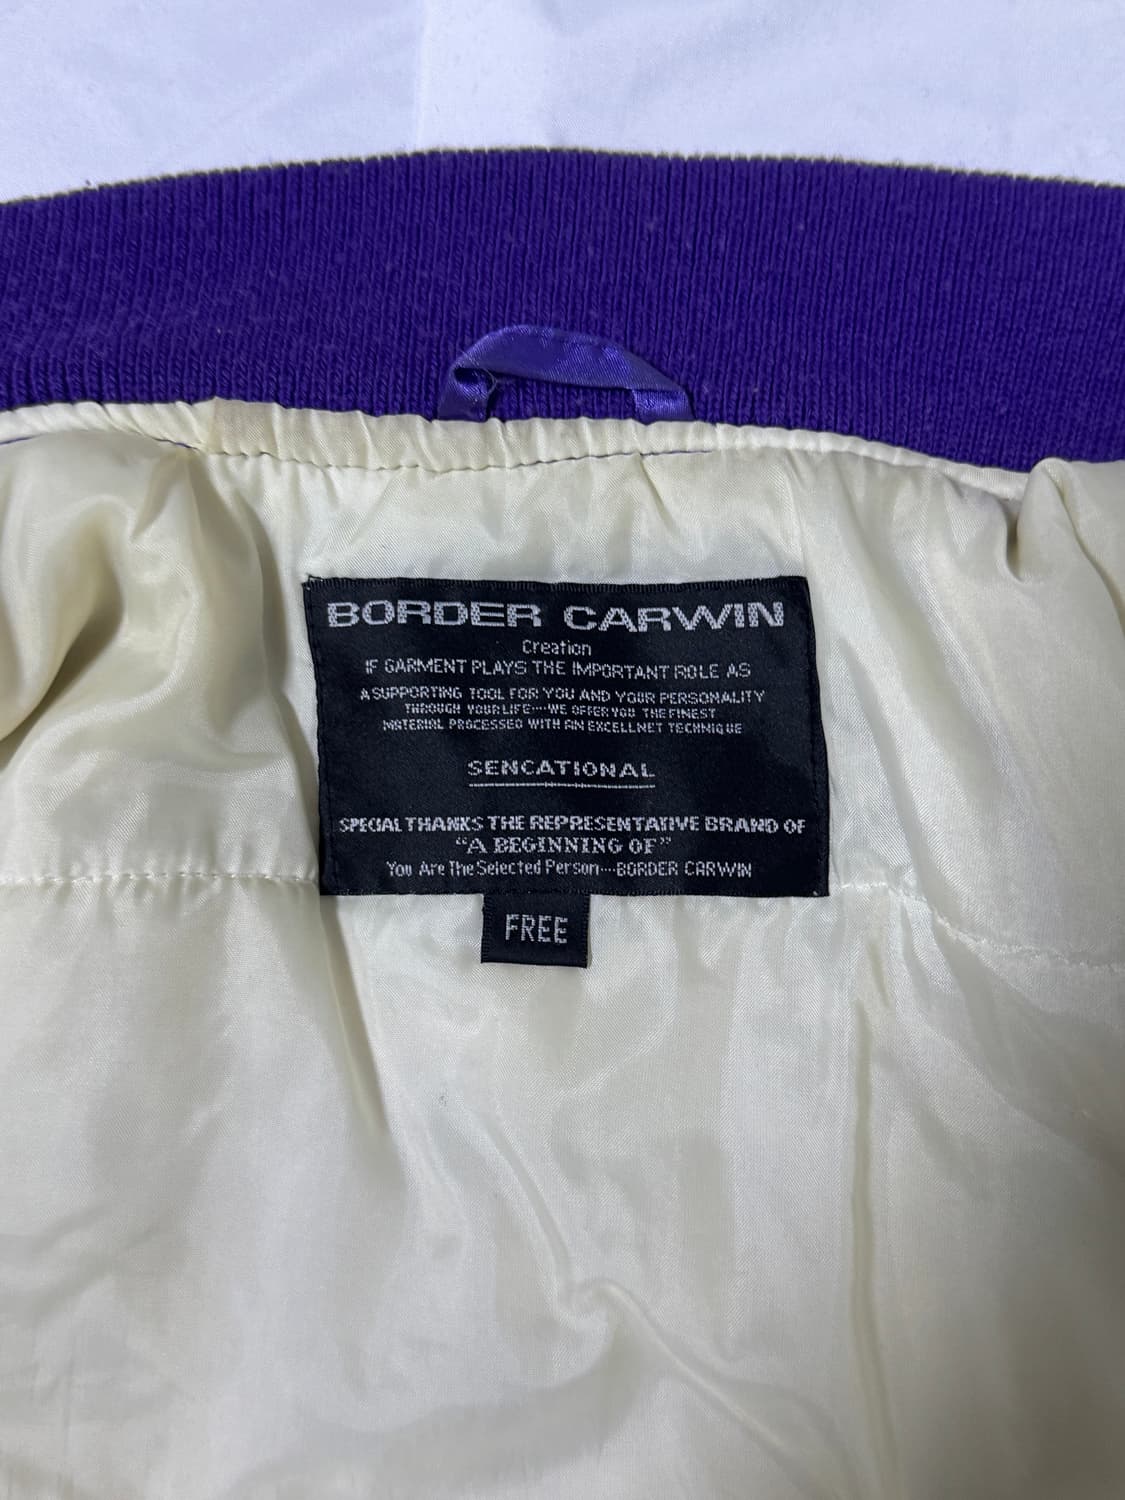 BORDER CARWIN
Creation
IF GARMENT PLAYS THE IMPORTANT ROLE AS
A SUPPORTING TOOL FOR YOU AND YOUR PERSONALITY
THROUGH YOUR LIFE····WE OFFER YOU THE FINEST
MATERIAL PROCESSED WITH AN EXCELLNET TECHNIQUE
SENCATIONAL
SPECIAL THANKS THE REPRESENTATIVE BRAND OF
"A BEGINNING OF"
You Are The Selected Person····BORDER CARWIN
FREE